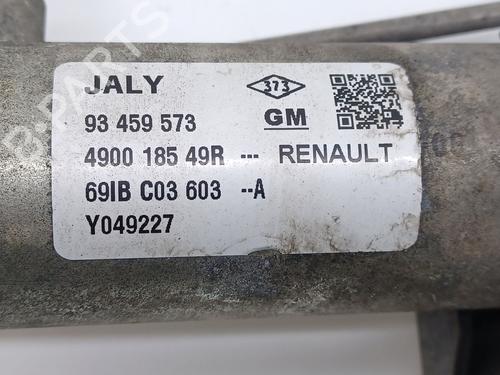 JALY
373
93 459 573
GM
4900 185 49R --- RENAULT
69IB C03 603 --A
Y049227
B-PARTS